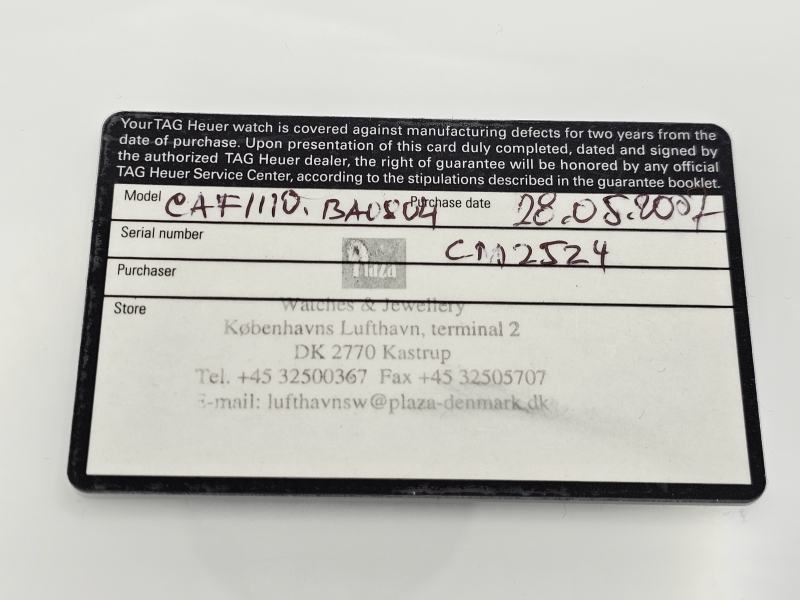 Your TAG Heuer watch is covered against manufacturing defects for two years from the
date of purchase. Upon presentation of this card duly completed, dated and signed by
the authorized TAG Heuer dealer, the right of guarantee will be honored by any official
TAG Heuer Service Center, according to the stipulations described in the guarantee booklet.
Model CAF1110.BA0804 Purchase date 28.05.2007
Serial number 2524
Plaza
Purchaser
Store
Watches & Jewellery
Københavns Lufthavn, terminal 2
DK 2770 Kastrup
Tel. +45 32500367 Fax +45 32505707
E-mail: lufthavnsw@plaza-denmark.dk